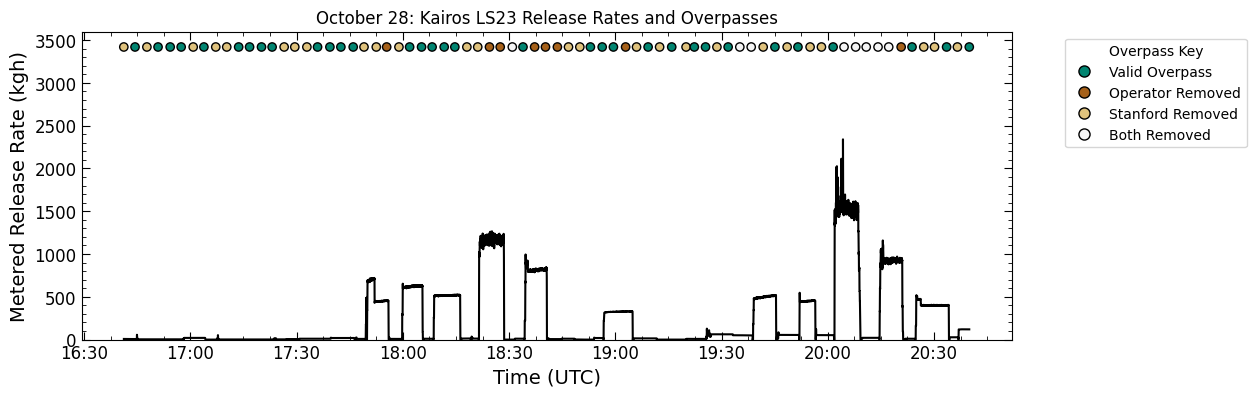 October 28: Kairos LS23 Release Rates and Overpasses
Metered Release Rate (kgh)
3500
3000
2500
2000
1500
1000
500
0
16:30 17:00 17:30 18:00 18:30 19:00 19:30 20:00 20:30
Time (UTC)
Overpass Key
Valid Overpass
Operator Removed
Stanford Removed
Both Removed